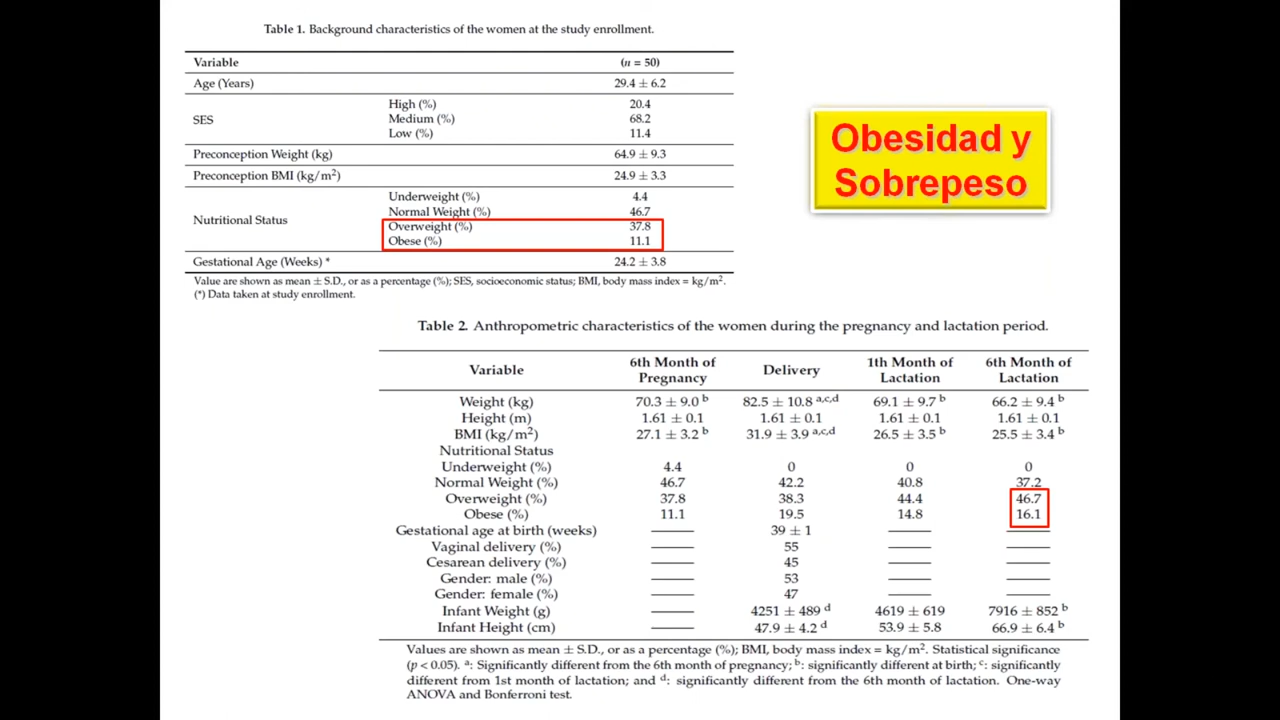 Table 1. Background characteristics of the women at the study enrollment.
Variable (n = 50)
Age (Years) 29.4 ± 6.2
SES
High (%) 20.4
Medium (%) 68.2
Low (%) 11.4
Preconception Weight (kg) 64.9 ± 9.3
Preconception BMI (kg/m²) 24.9 ± 3.3
Nutritional Status
Underweight (%) 4.4
Normal Weight (%) 46.7
Overweight (%) 37.8
Obese (%) 11.1
Gestational Age (Weeks) * 24.2 ± 3.8
Value are shown as mean ± S.D., or as a percentage (%); SES, socioeconomic status; BMI, body mass index = kg/m².
(*) Data taken at study enrollment.
Obesidad y
Sobrepeso
Table 2. Anthropometric characteristics of the women during the pregnancy and lactation period.
Variable 6th Month of Pregnancy Delivery 1th Month of Lactation 6th Month of Lactation
Weight (kg) 70.3 ± 9.0 b 82.5 ± 10.8 a,c,d 69.1 ± 9.7 b 66.2 ± 9.4 b
Height (m) 1.61 ± 0.1 1.61 ± 0.1 1.61 ± 0.1 1.61 ± 0.1
BMI (kg/m²) 27.1 ± 3.2 b 31.9 ± 3.9 a,c,d 26.5 ± 3.5 b 25.5 ± 3.4 b
Nutritional Status
Underweight (%) 4.4 0 0 0
Normal Weight (%) 46.7 42.2 40.8 37.2
Overweight (%) 37.8 38.3 44.4 46.7
Obese (%) 11.1 19.5 14.8 16.1
Gestational age at birth (weeks) —— 39 ± 1 —— ——
Vaginal delivery (%) —— 55 —— ——
Cesarean delivery (%) —— 45 —— ——
Gender: male (%) —— 53 —— ——
Gender: female (%) —— 47 —— ——
Infant Weight (g) —— 4251 ± 489 d 4619 ± 619 7916 ± 852 b
Infant Height (cm) —— 47.9 ± 4.2 d 53.9 ± 5.8 66.9 ± 6.4 b
Values are shown as mean ± S.D., or as a percentage (%); BMI, body mass index = kg/m². Statistical significance
(p < 0.05). a: Significantly different from the 6th month of pregnancy; b: significantly different at birth; c: significantly
different from 1st month of lactation; and d: significantly different from the 6th month of lactation. One-way
ANOVA and Bonferroni test.